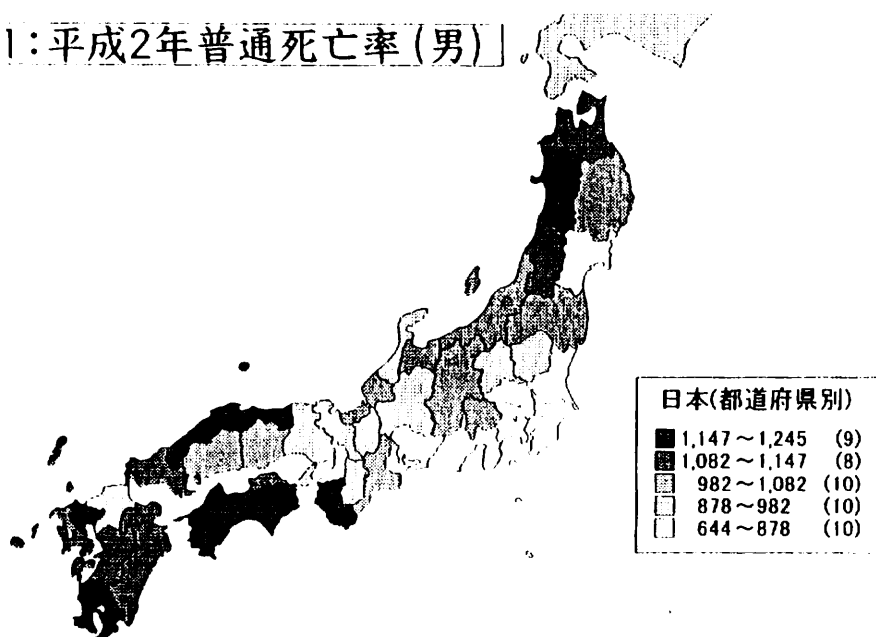 1:平成2年普通死亡率(男)
日本(都道府県別)
1,147~1,245 (9)
1,082~1,147 (8)
982~1,082 (10)
878~982 (10)
644~878 (10)